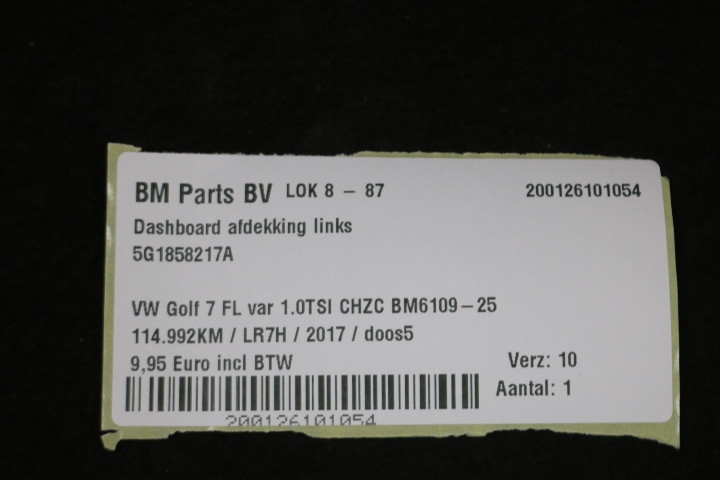 BM Parts BV LOK 8 - 87 200126101054
Dashboard afdekking links
5G1858217A
VW Golf 7 FL var 1.0TSI CHZC BM6109-25
114.992KM / LR7H / 2017 / doos5
9,95 Euro incl BTW Verz: 10
Aantal: 1
200126101054